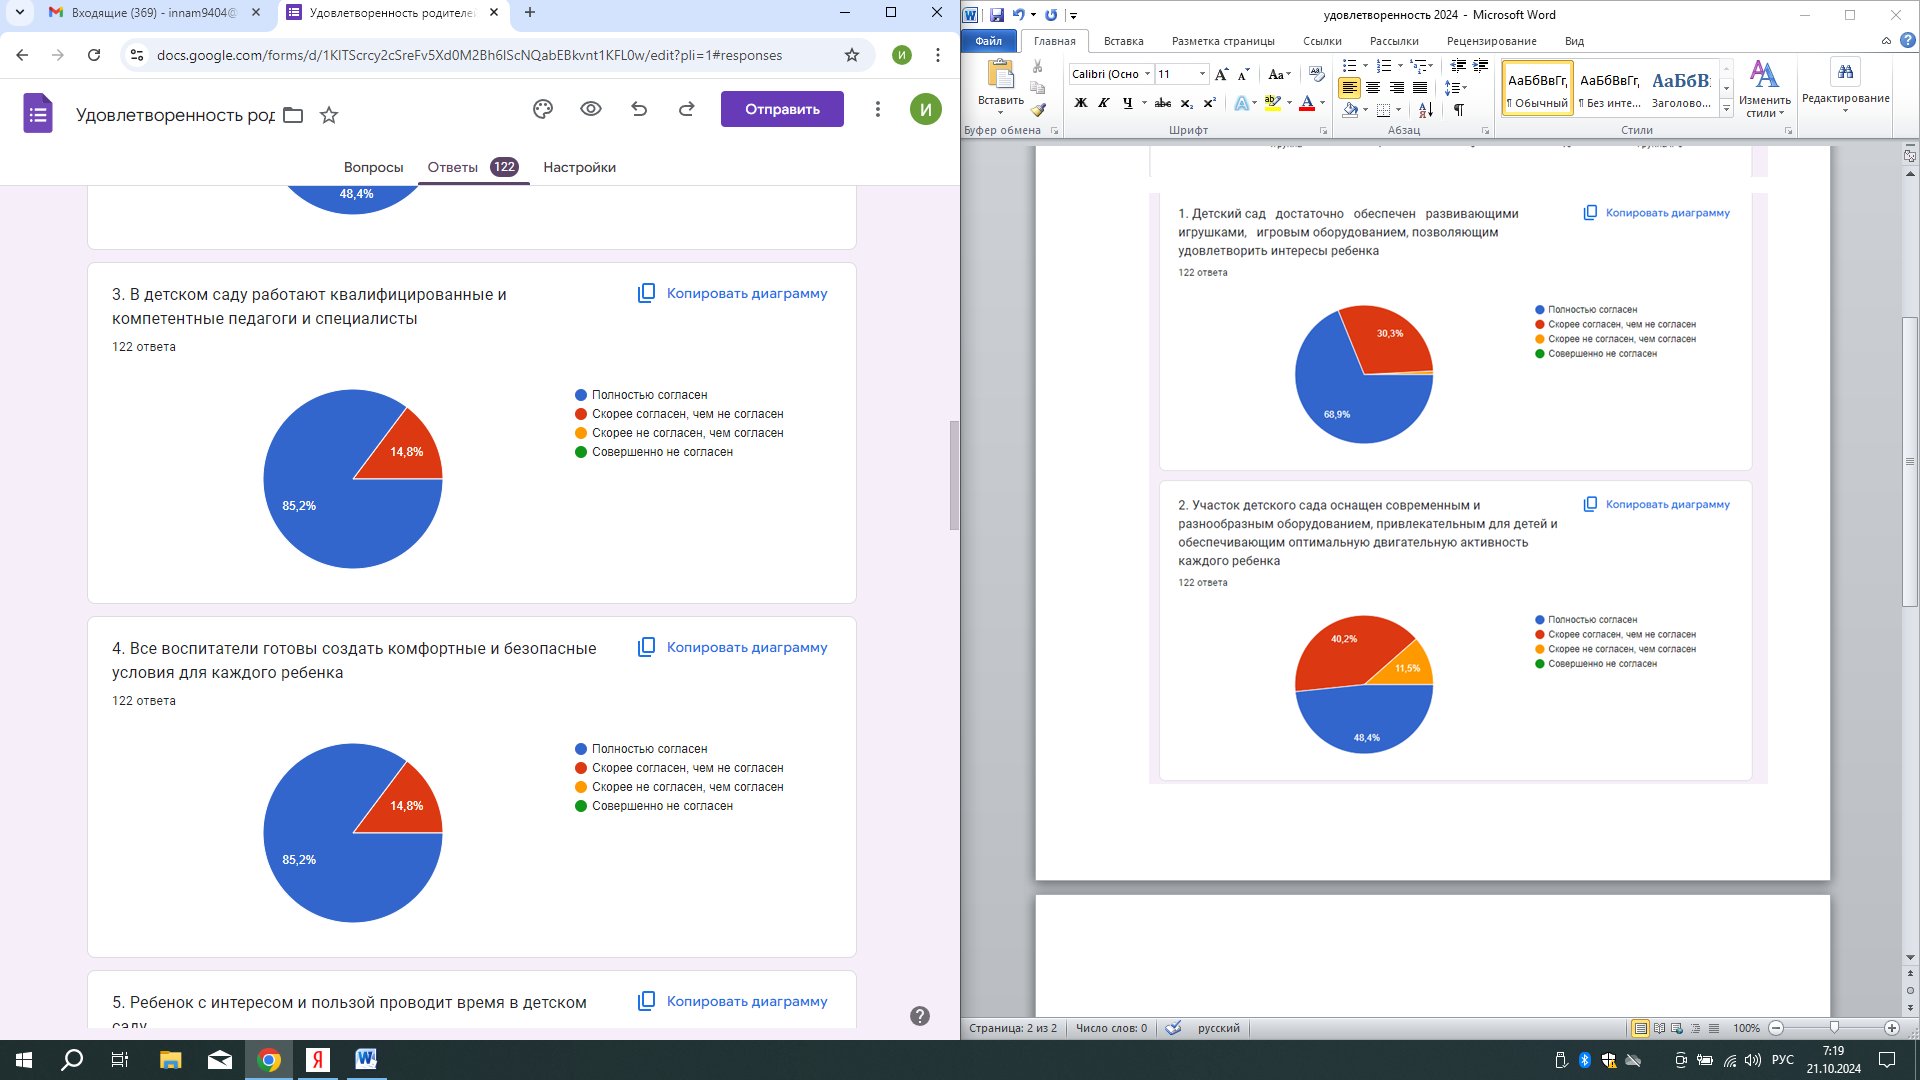 Входящие (369) - innam9404@
Удовлетворенность родителе
docs.google.com/forms/d/1KlTScrcy2cSreFv5Xd0M2Bh6lScNQabEBkvnt1KFL0w/edit?pli=1#responses
И
Удовлетворенность род
Отправить
И
Вопросы
Ответы 122
Настройки
48,4%
3. В детском саду работают квалифицированные и
компетентные педагоги и специалисты
Копировать диаграмму
122 ответа
Полностью согласен
Скорее согласен, чем не согласен
Скорее не согласен, чем согласен
Совершенно не согласен
14,8%
85,2%
4. Все воспитатели готовы создать комфортные и безопасные
условия для каждого ребенка
Копировать диаграмму
122 ответа
Полностью согласен
Скорее согласен, чем не согласен
Скорее не согласен, чем согласен
Совершенно не согласен
14,8%
85,2%
5. Ребенок с интересом и пользой проводит время в детском
саду
Копировать диаграмму
удовлетворенность 2024 - Microsoft Word
Файл
Главная
Вставка
Разметка страницы
Ссылки
Рассылки
Рецензирование
Вид
Вставить
Буфер обмена
Calibri (Осно
11
Ж К Ч abc x₂ x²
Шрифт
Абзац
АаБбВвГг, АаБбВвГг, АаБбВ
¶ Обычный
¶ Без инте...
Заголово...
Стили
Изменить
стили
Редактирование
1. Детский сад достаточно обеспечен развивающими
игрушками, игровым оборудованием, позволяющим
удовлетворить интересы ребенка
Копировать диаграмму
122 ответа
Полностью согласен
Скорее согласен, чем не согласен
Скорее не согласен, чем согласен
Совершенно не согласен
30,3%
68,9%
2. Участок детского сада оснащен современным и
разнообразным оборудованием, привлекательным для детей и
обеспечивающим оптимальную двигательную активность
каждого ребенка
Копировать диаграмму
122 ответа
Полностью согласен
Скорее согласен, чем не согласен
Скорее не согласен, чем согласен
Совершенно не согласен
40,2%
11,5%
48,4%
Страница: 2 из 2
Число слов: 0
русский
100%
РУС
7:19
21.10.2024